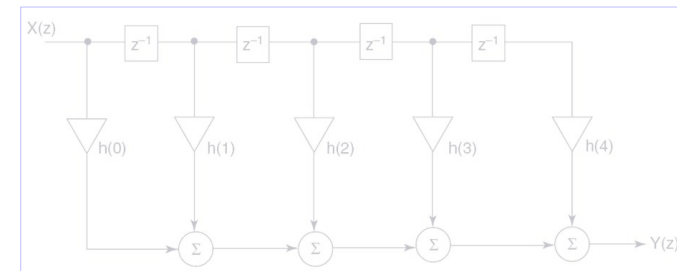 X(z)
z⁻¹ z⁻¹ z⁻¹ z⁻¹
h(0) h(1) h(2) h(3) h(4)
Σ Σ Σ Σ Y(z)